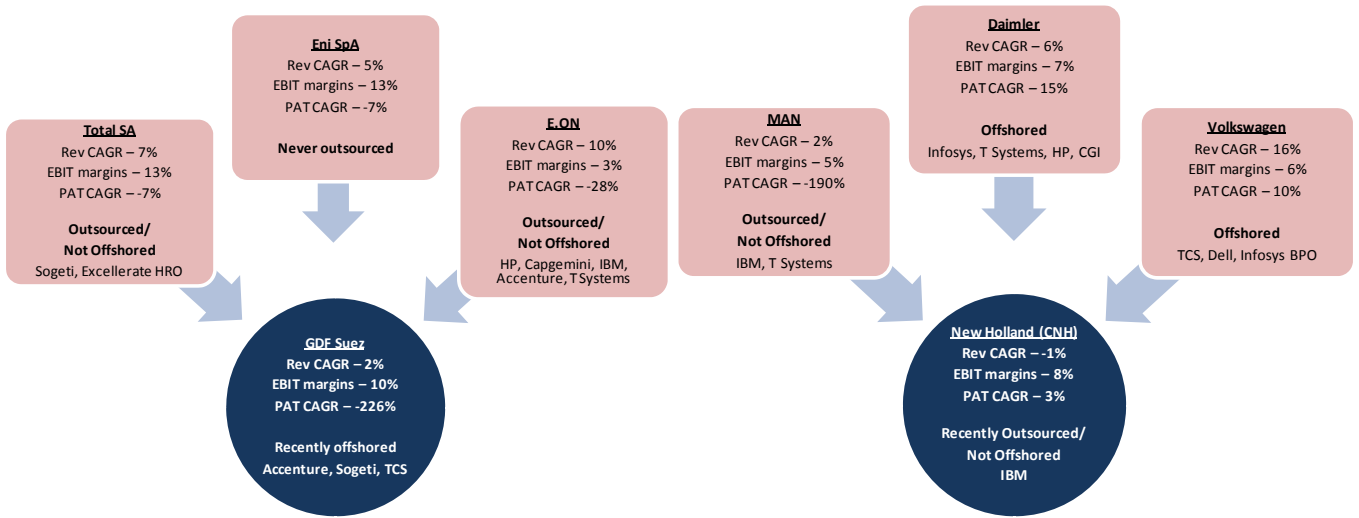 Total SA
Rev CAGR – 7%
EBIT margins – 13%
PAT CAGR – -7%
Outsourced/
Not Offshored
Sogeti, Excellerate HRO
Eni SpA
Rev CAGR – 5%
EBIT margins – 13%
PAT CAGR – -7%
Never outsourced
E.ON
Rev CAGR – 10%
EBIT margins – 3%
PAT CAGR – -28%
Outsourced/
Not Offshored
HP, Capgemini, IBM,
Accenture, T Systems
GDF Suez
Rev CAGR – 2%
EBIT margins – 10%
PAT CAGR – -226%
Recently offshored
Accenture, Sogeti, TCS
MAN
Rev CAGR – 2%
EBIT margins – 5%
PAT CAGR – -190%
Outsourced/
Not Offshored
IBM, T Systems
Daimler
Rev CAGR – 6%
EBIT margins – 7%
PAT CAGR – 15%
Offshored
Infosys, T Systems, HP, CGI
Volkswagen
Rev CAGR – 16%
EBIT margins – 6%
PAT CAGR – 10%
Offshored
TCS, Dell, Infosys BPO
New Holland (CNH)
Rev CAGR – -1%
EBIT margins – 8%
PAT CAGR – 3%
Recently Outsourced/
Not Offshored
IBM